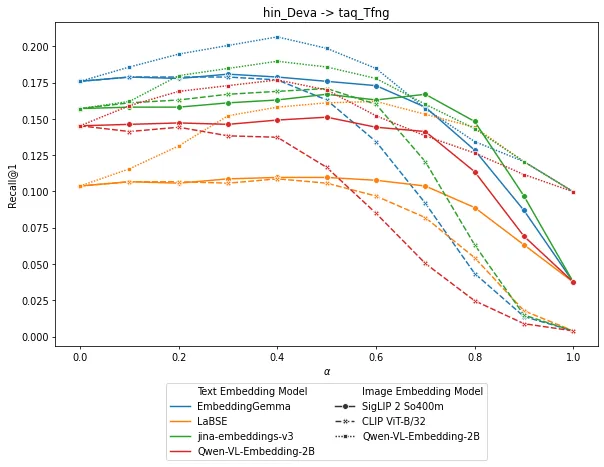 hin_Deva -> taq_Tfng
Recall@1
0.200
0.175
0.150
0.125
0.100
0.075
0.050
0.025
0.000
0.0 0.2 0.4 0.6 0.8 1.0
α
Text Embedding Model
EmbeddingGemma
LaBSE
jina-embeddings-v3
Qwen-VL-Embedding-2B
Image Embedding Model
SigLIP 2 So400m
CLIP ViT-B/32
Qwen-VL-Embedding-2B